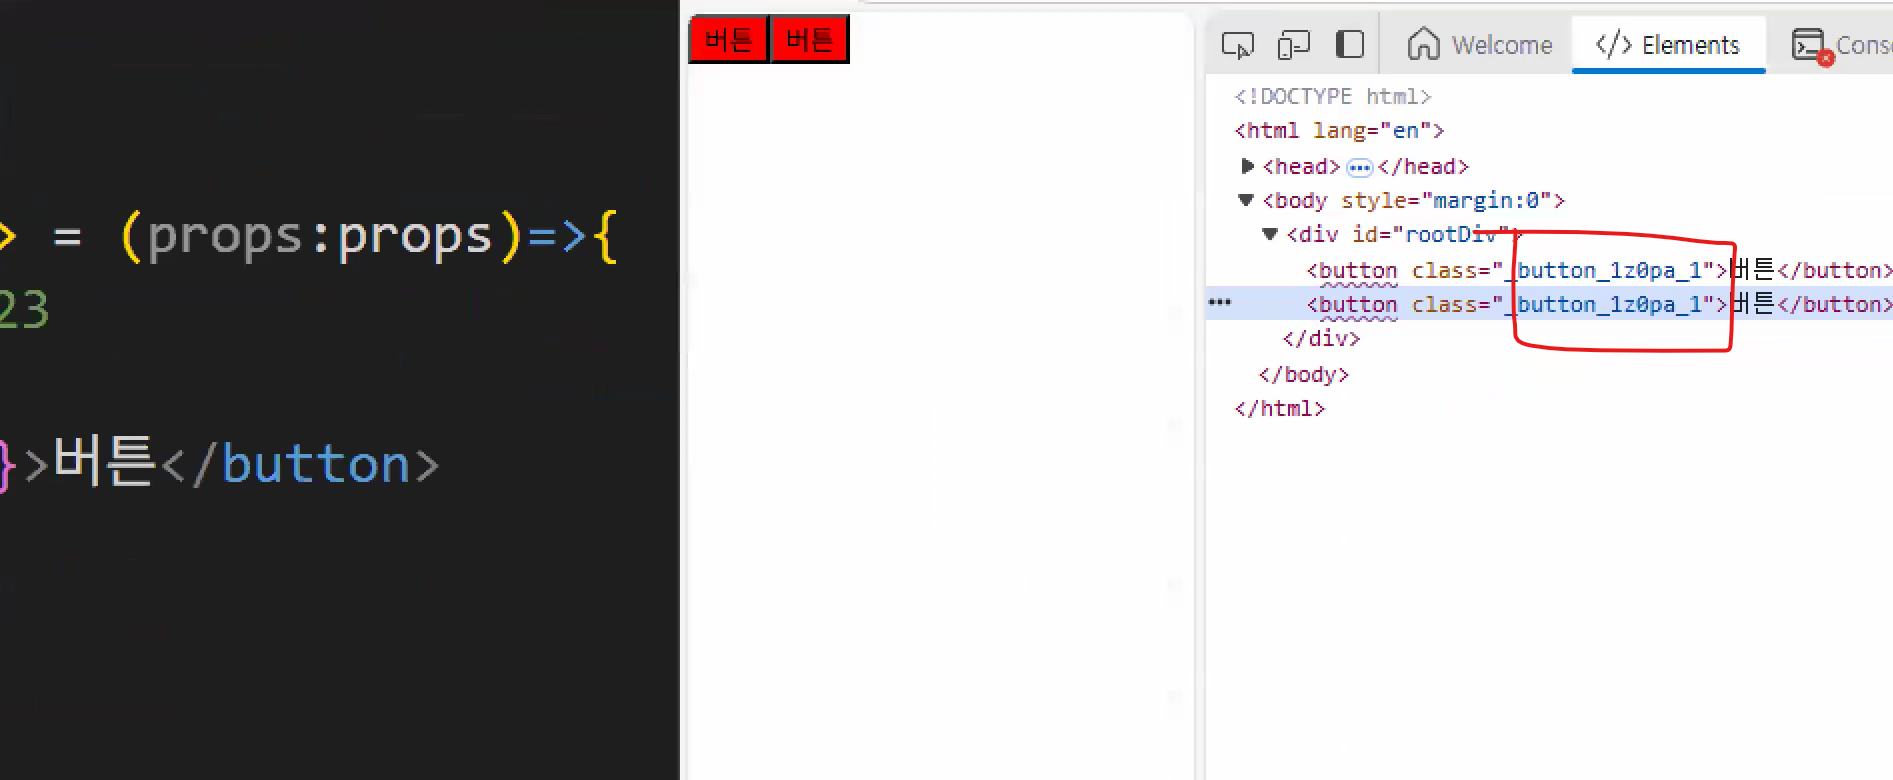 > = (props:props)=>{
23
}>버튼</button>
버튼 버튼
Welcome
</> Elements
<!DOCTYPE html>
<html lang="en">
<head>•••</head>
<body style="margin:0">
<div id="rootDiv">
<button class="_button_1z0pa_1">버튼</button>
••• <button class="_button_1z0pa_1">버튼</button>
</div>
</body>
</html>